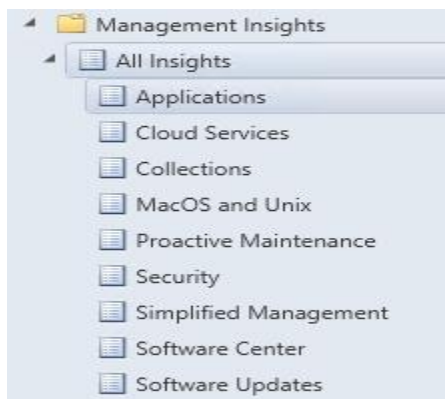 Management Insights
All Insights
Applications
Cloud Services
Collections
MacOS and Unix
Proactive Maintenance
Security
Simplified Management
Software Center
Software Updates